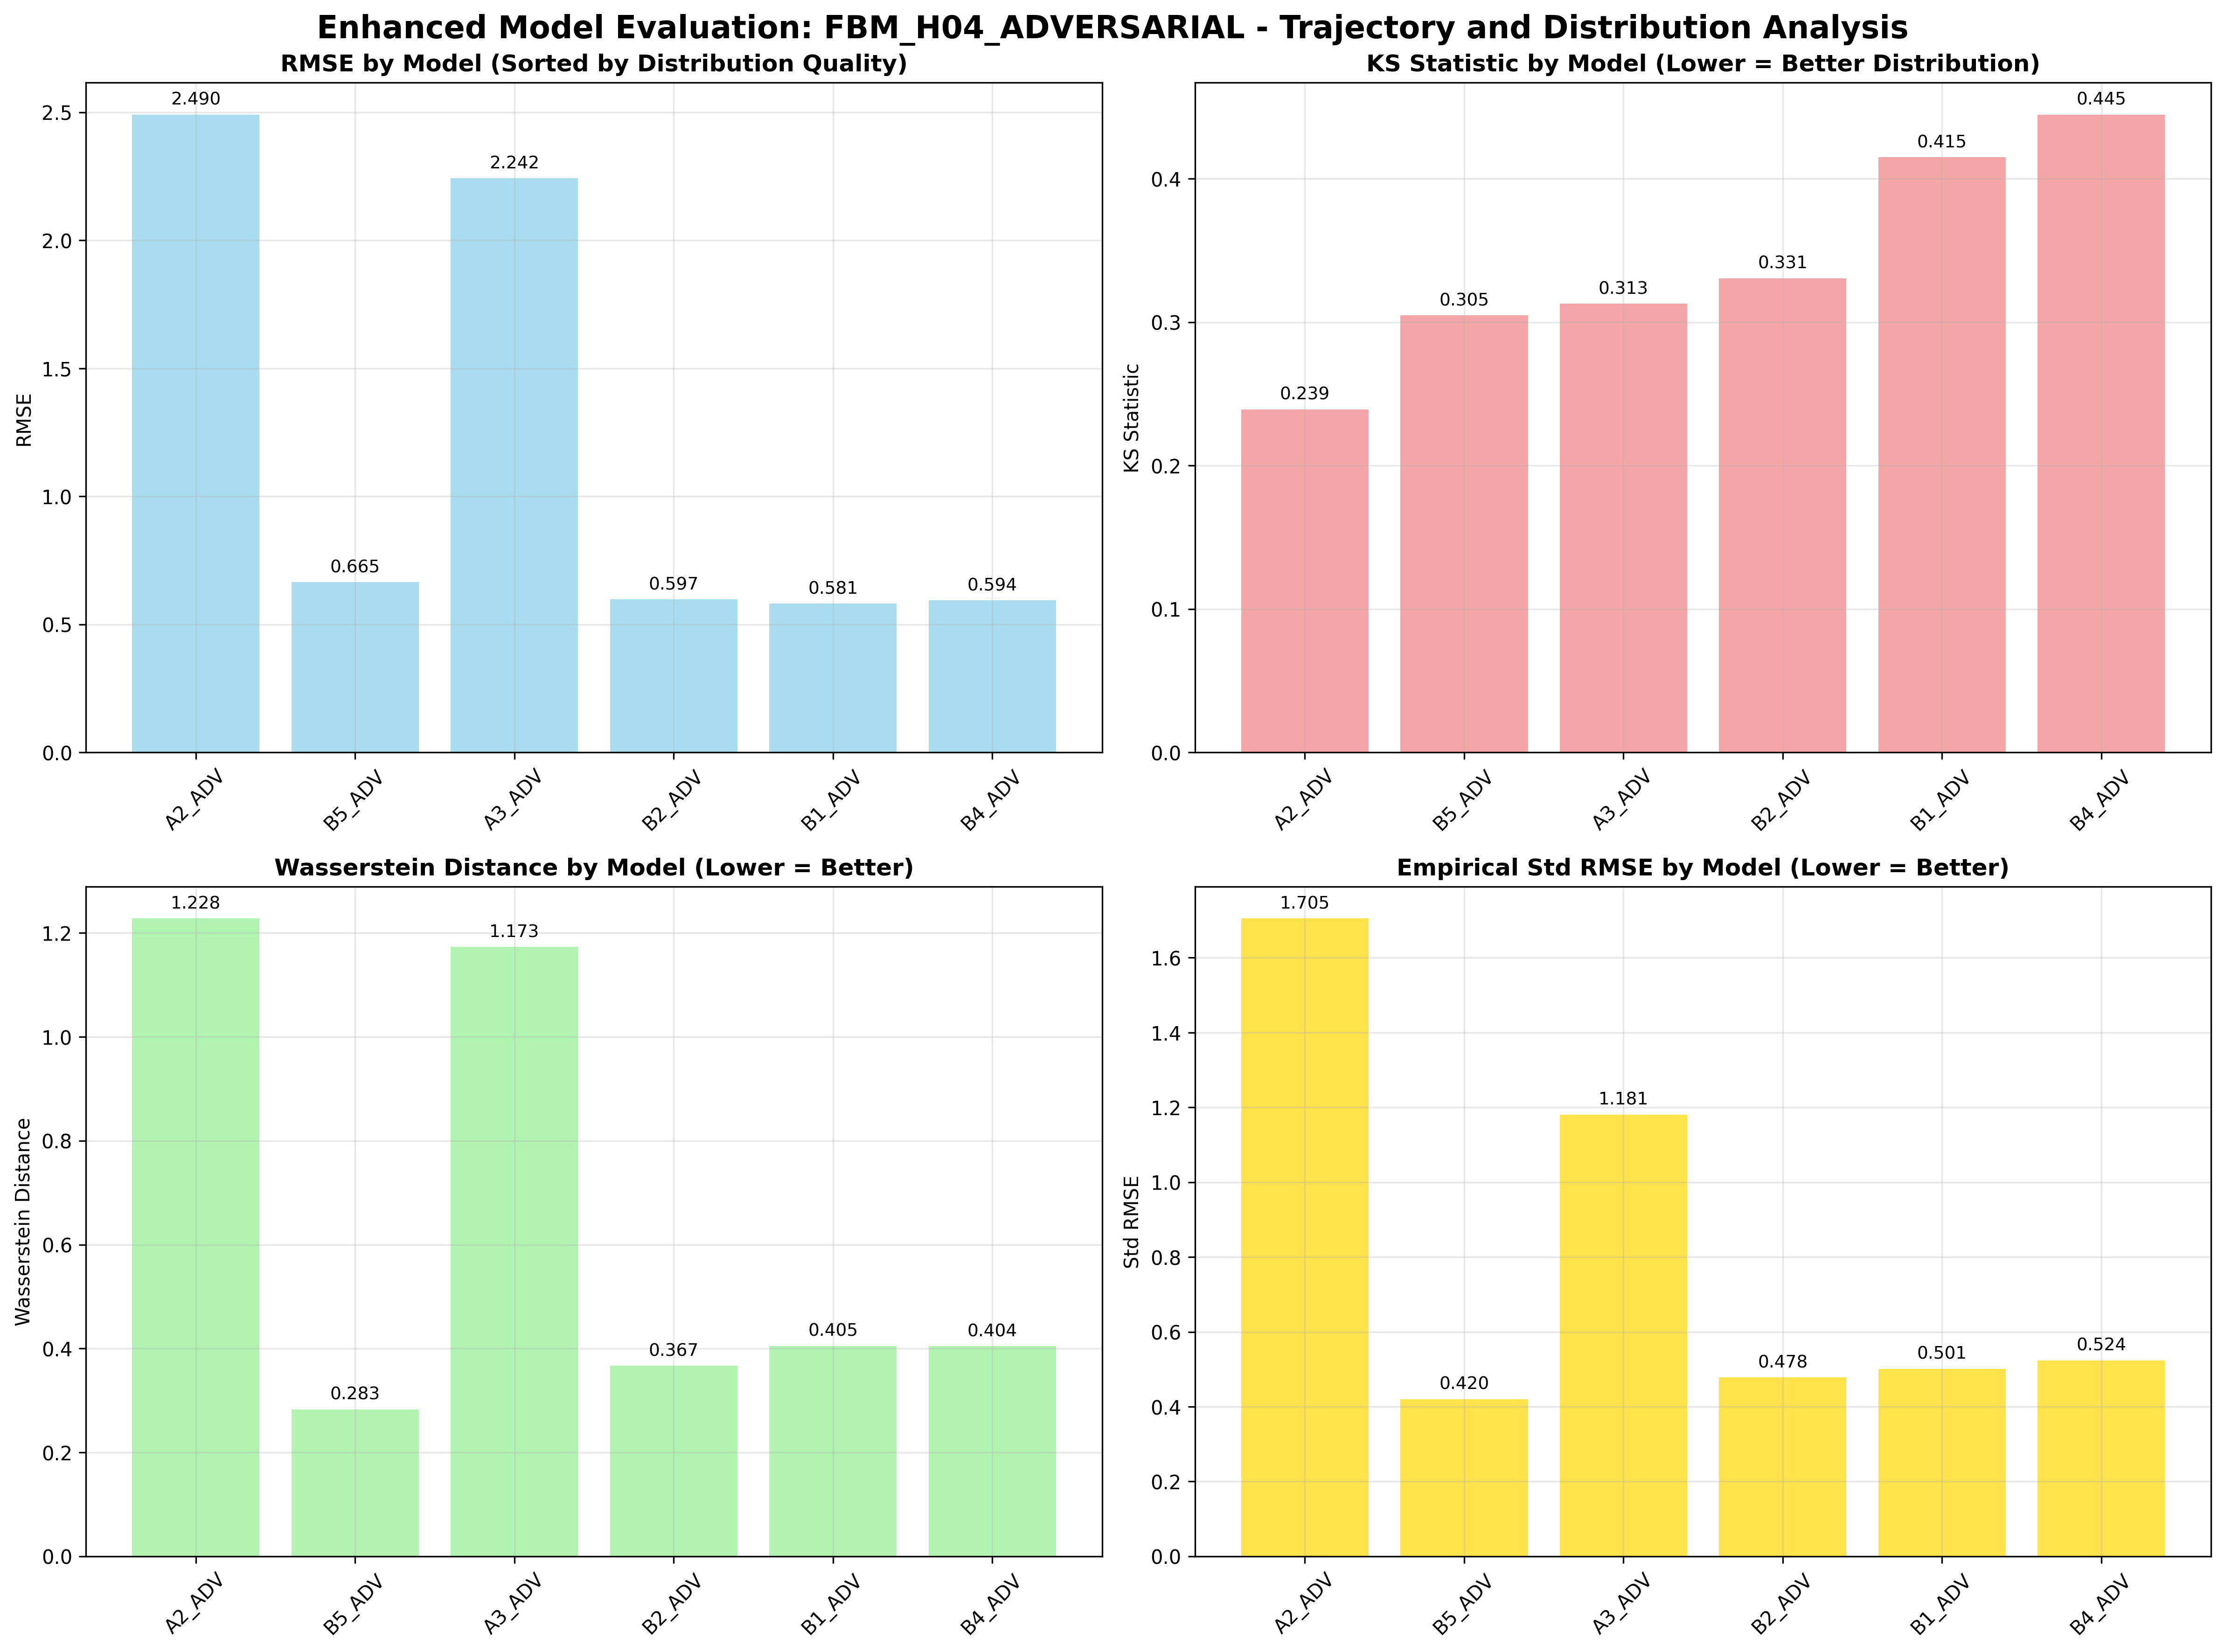 Enhanced Model Evaluation: FBM_H04_ADVERSARIAL - Trajectory and Distribution Analysis
RMSE by Model (Sorted by Distribution Quality)
RMSE
2.5
2.0
1.5
1.0
0.5
0.0
2.490
0.665
2.242
0.597
0.581
0.594
A2_ADV
B5_ADV
A3_ADV
B2_ADV
B1_ADV
B4_ADV
KS Statistic by Model (Lower = Better Distribution)
KS Statistic
0.4
0.3
0.2
0.1
0.0
0.239
0.305
0.313
0.331
0.415
0.445
A2_ADV
B5_ADV
A3_ADV
B2_ADV
B1_ADV
B4_ADV
Wasserstein Distance by Model (Lower = Better)
Wasserstein Distance
1.2
1.0
0.8
0.6
0.4
0.2
0.0
1.228
0.283
1.173
0.367
0.405
0.404
A2_ADV
B5_ADV
A3_ADV
B2_ADV
B1_ADV
B4_ADV
Empirical Std RMSE by Model (Lower = Better)
Std RMSE
1.6
1.4
1.2
1.0
0.8
0.6
0.4
0.2
0.0
1.705
0.420
1.181
0.478
0.501
0.524
A2_ADV
B5_ADV
A3_ADV
B2_ADV
B1_ADV
B4_ADV